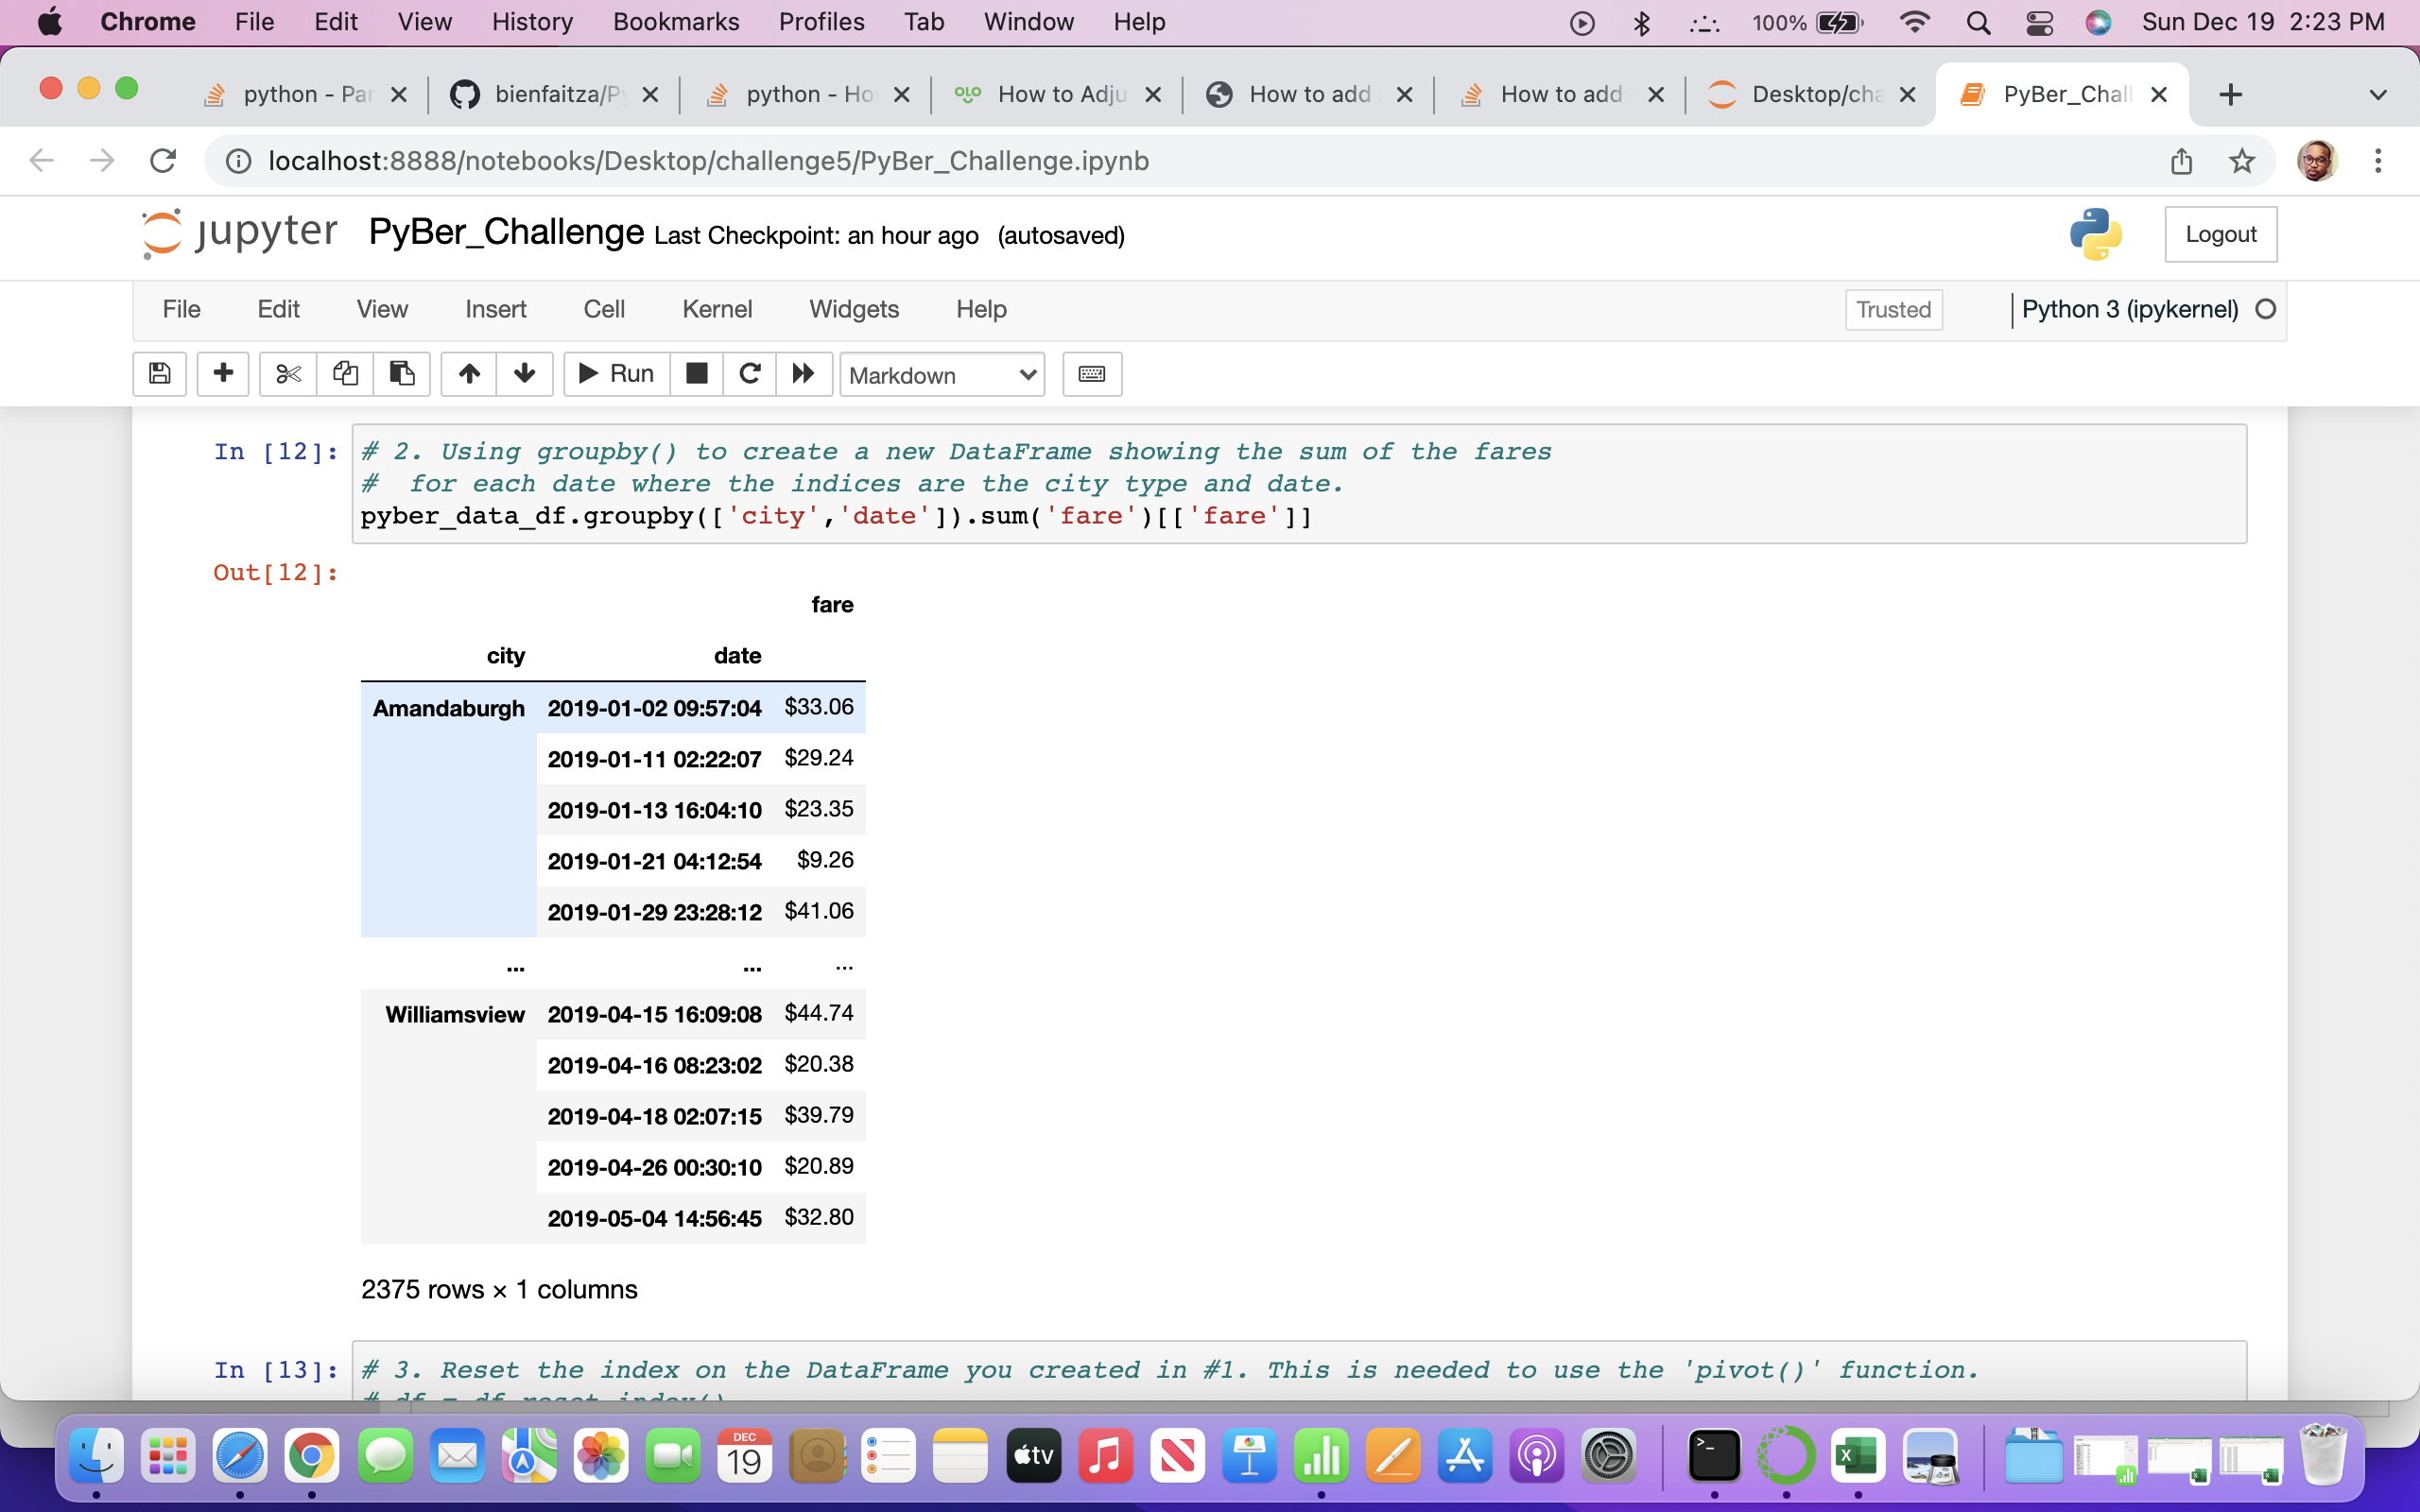 Chrome File Edit View History Bookmarks Profiles Tab Window Help 100% Sun Dec 19 2:23 PM
python - Par bienfaitza/Py python - Ho How to Adju How to add How to add Desktop/cha PyBer_Chall
localhost:8888/notebooks/Desktop/challenge5/PyBer_Challenge.ipynb
jupyter PyBer_Challenge Last Checkpoint: an hour ago (autosaved) Logout
File Edit View Insert Cell Kernel Widgets Help Trusted Python 3 (ipykernel)
Run Markdown
In [12]: # 2. Using groupby() to create a new DataFrame showing the sum of the fares
# for each date where the indices are the city type and date.
pyber_data_df.groupby(['city','date']).sum('fare')[['fare']]
Out[12]:
fare
city date
Amandaburgh 2019-01-02 09:57:04 $33.06
2019-01-11 02:22:07 $29.24
2019-01-13 16:04:10 $23.35
2019-01-21 04:12:54 $9.26
2019-01-29 23:28:12 $41.06
... ... ...
Williamsview 2019-04-15 16:09:08 $44.74
2019-04-16 08:23:02 $20.38
2019-04-18 02:07:15 $39.79
2019-04-26 00:30:10 $20.89
2019-05-04 14:56:45 $32.80
2375 rows × 1 columns
In [13]: # 3. Reset the index on the DataFrame you created in #1. This is needed to use the 'pivot()' function.
# df = df.reset_index()
DEC
19
tv